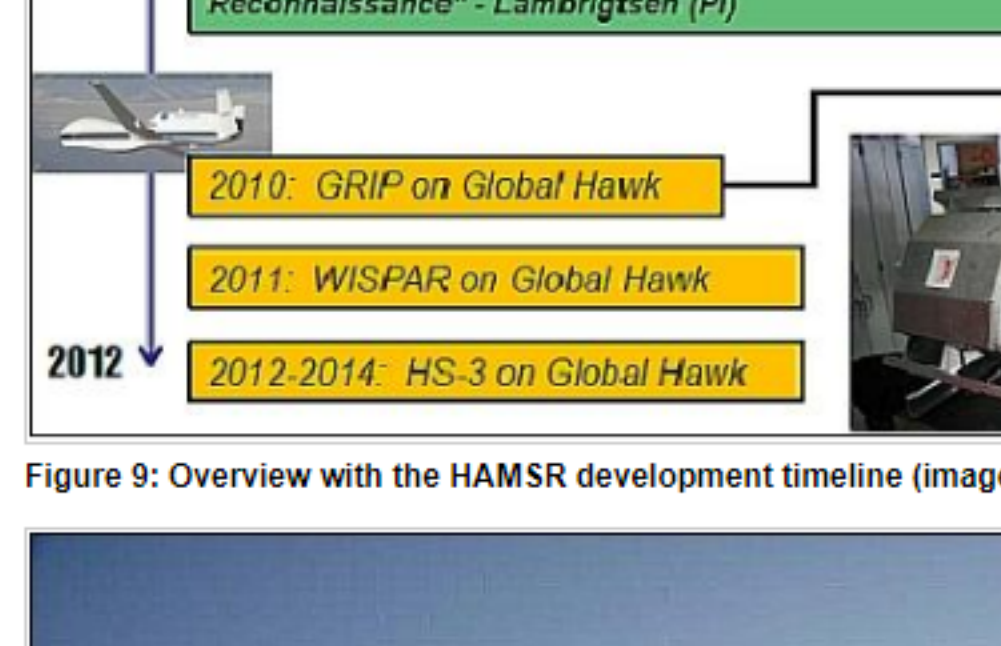 Reconnaissance" - Lambrigtsen (PI)
2010: GRIP on Global Hawk
2011: WISPAR on Global Hawk
2012
2012-2014: HS-3 on Global Hawk
Figure 9: Overview with the HAMSR development timeline (image